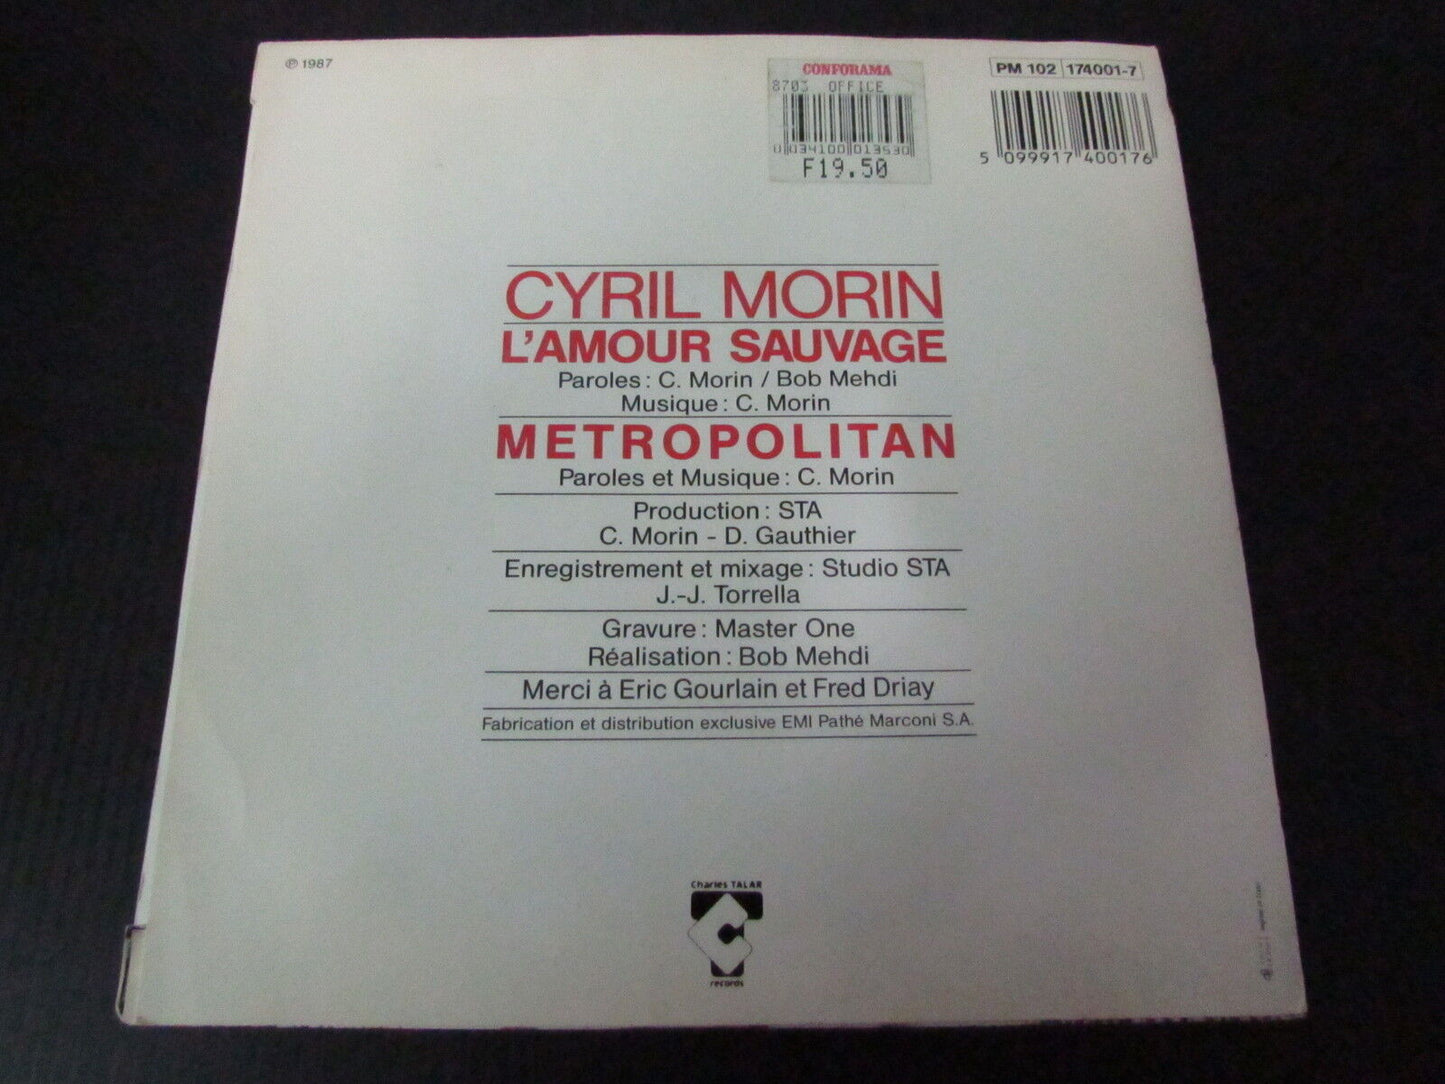 ℗ 1987
CONFORAMA
8703 OFFICE
0 034100 013530
F19.50
PM 102 174001-7
5 099917 400176
CYRIL MORIN
L'AMOUR SAUVAGE
Paroles : C. Morin / Bob Mehdi
Musique : C. Morin
METROPOLITAN
Paroles et Musique : C. Morin
Production : STA
C. Morin - D. Gauthier
Enregistrement et mixage : Studio STA
J.-J. Torrella
Gravure : Master One
Réalisation : Bob Mehdi
Merci à Eric Gourlain et Fred Driay
Fabrication et distribution exclusive EMI Pathé Marconi S.A.
Charles TALAR
records